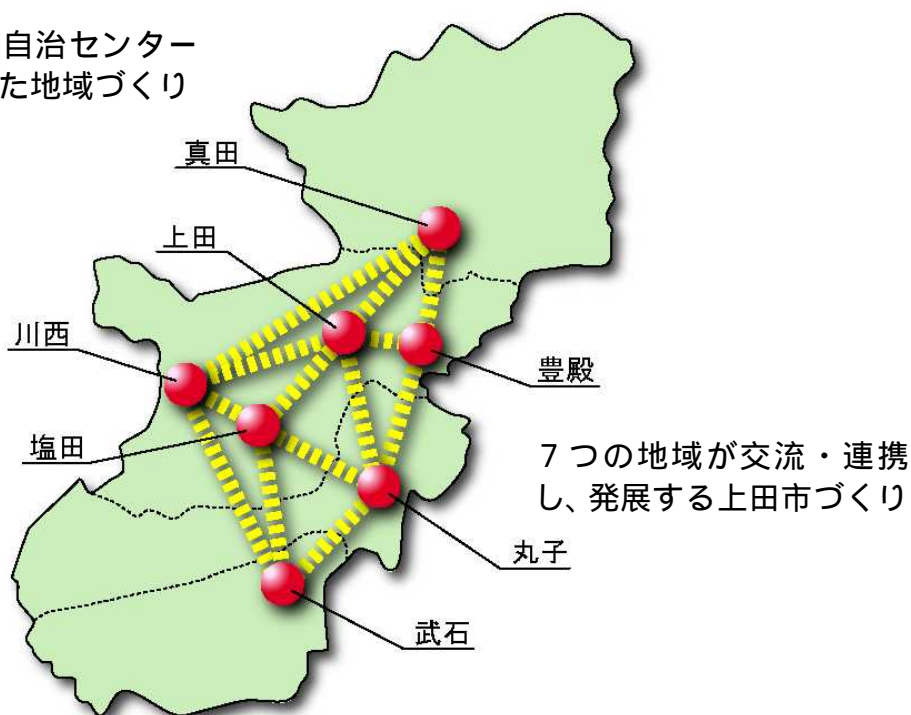 自治センター
た地域づくり
真田
上田
川西
豊殿
塩田
７つの地域が交流・連携
し、発展する上田市づくり
丸子
武石